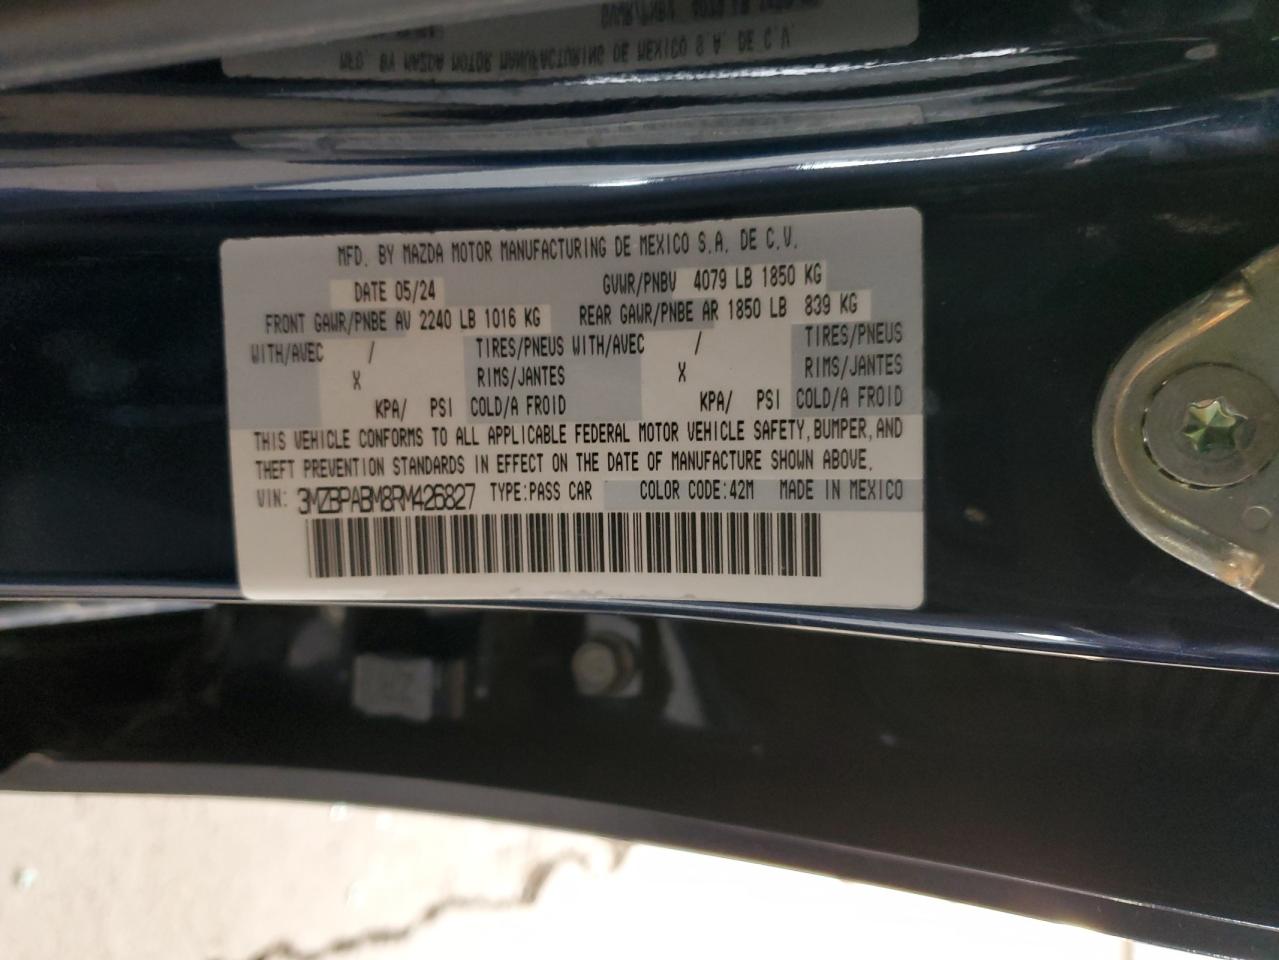 MFD. BY MAZDA MOTOR MANUFACTURING DE MEXICO S.A. DE C.V.
DATE 05/24 GVWR/PNBV 4079 LB 1850 KG
FRONT GAWR/PNBE AV 2240 LB 1016 KG REAR GAWR/PNBE AR 1850 LB 839 KG
WITH/AVEC / TIRES/PNEUS WITH/AVEC / TIRES/PNEUS
X RIMS/JANTES X RIMS/JANTES
KPA/ PSI COLD/A FROID KPA/ PSI COLD/A FROID
THIS VEHICLE CONFORMS TO ALL APPLICABLE FEDERAL MOTOR VEHICLE SAFETY, BUMPER, AND
THEFT PREVENTION STANDARDS IN EFFECT ON THE DATE OF MANUFACTURE SHOWN ABOVE.
VIN: 3MZBPABM8RM426827 TYPE:PASS CAR COLOR CODE:42M MADE IN MEXICO